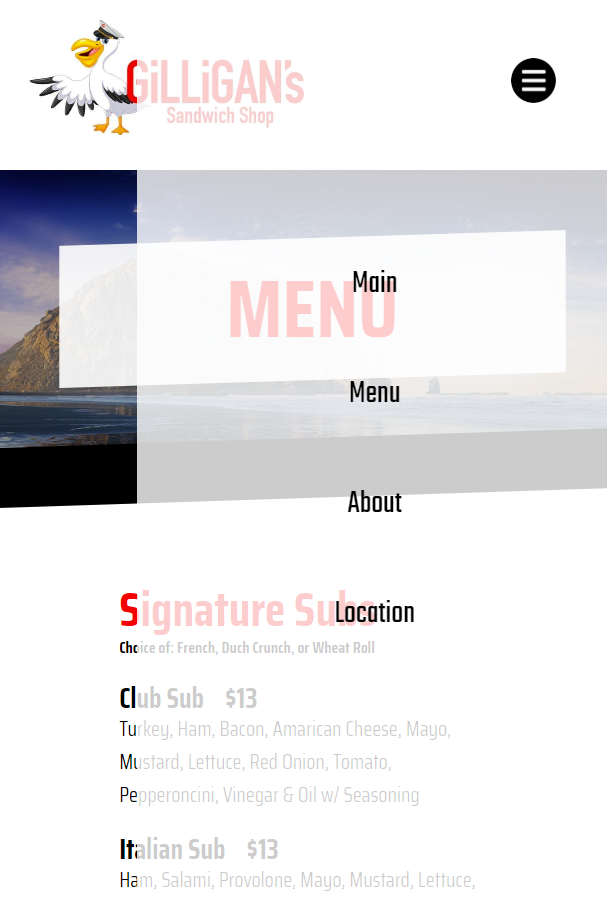 GiLLiGAN's
Sandwich Shop
Main
MENU
Menu
About
Location
Signature Subs
Choice of: French, Duch Crunch, or Wheat Roll
Club Sub $13
Turkey, Ham, Bacon, Amarican Cheese, Mayo,
Mustard, Lettuce, Red Onion, Tomato,
Pepperoncini, Vinegar & Oil w/ Seasoning
Italian Sub $13
Ham, Salami, Provolone, Mayo, Mustard, Lettuce,